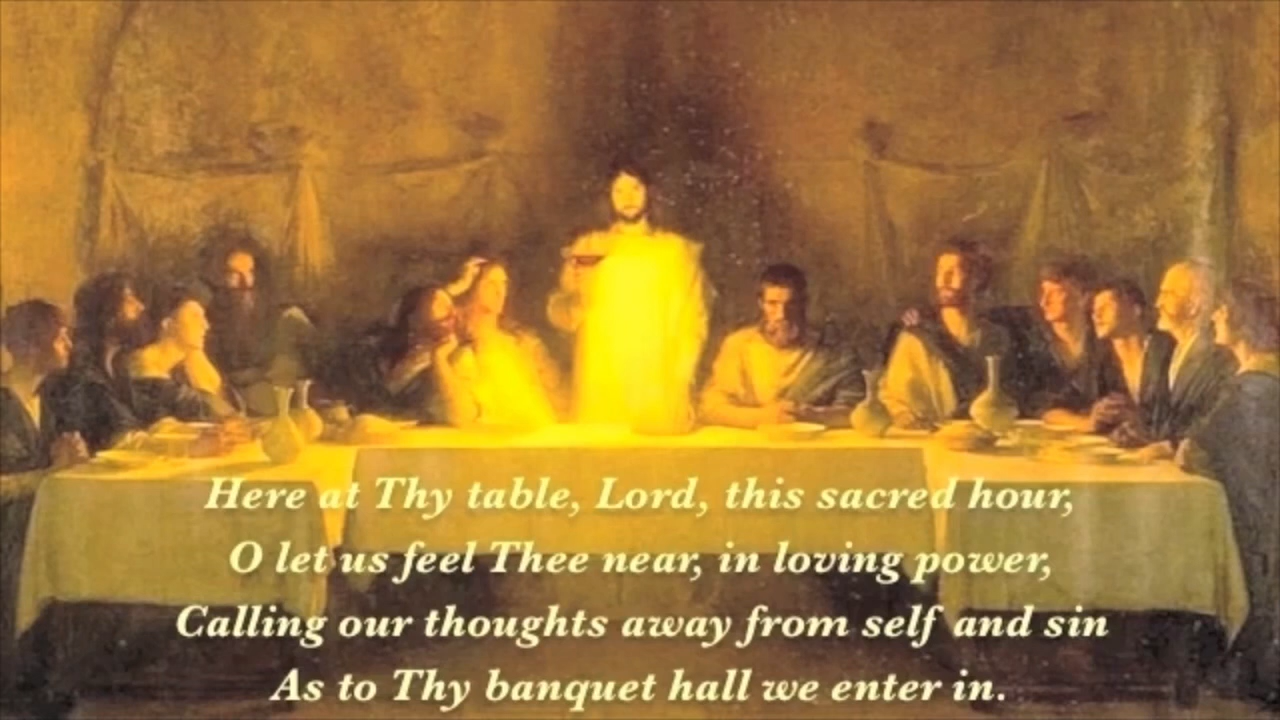 Here at Thy table, Lord, this sacred hour,
O let us feel Thee near, in loving power,
Calling our thoughts away from self and sin
As to Thy banquet hall we enter in.